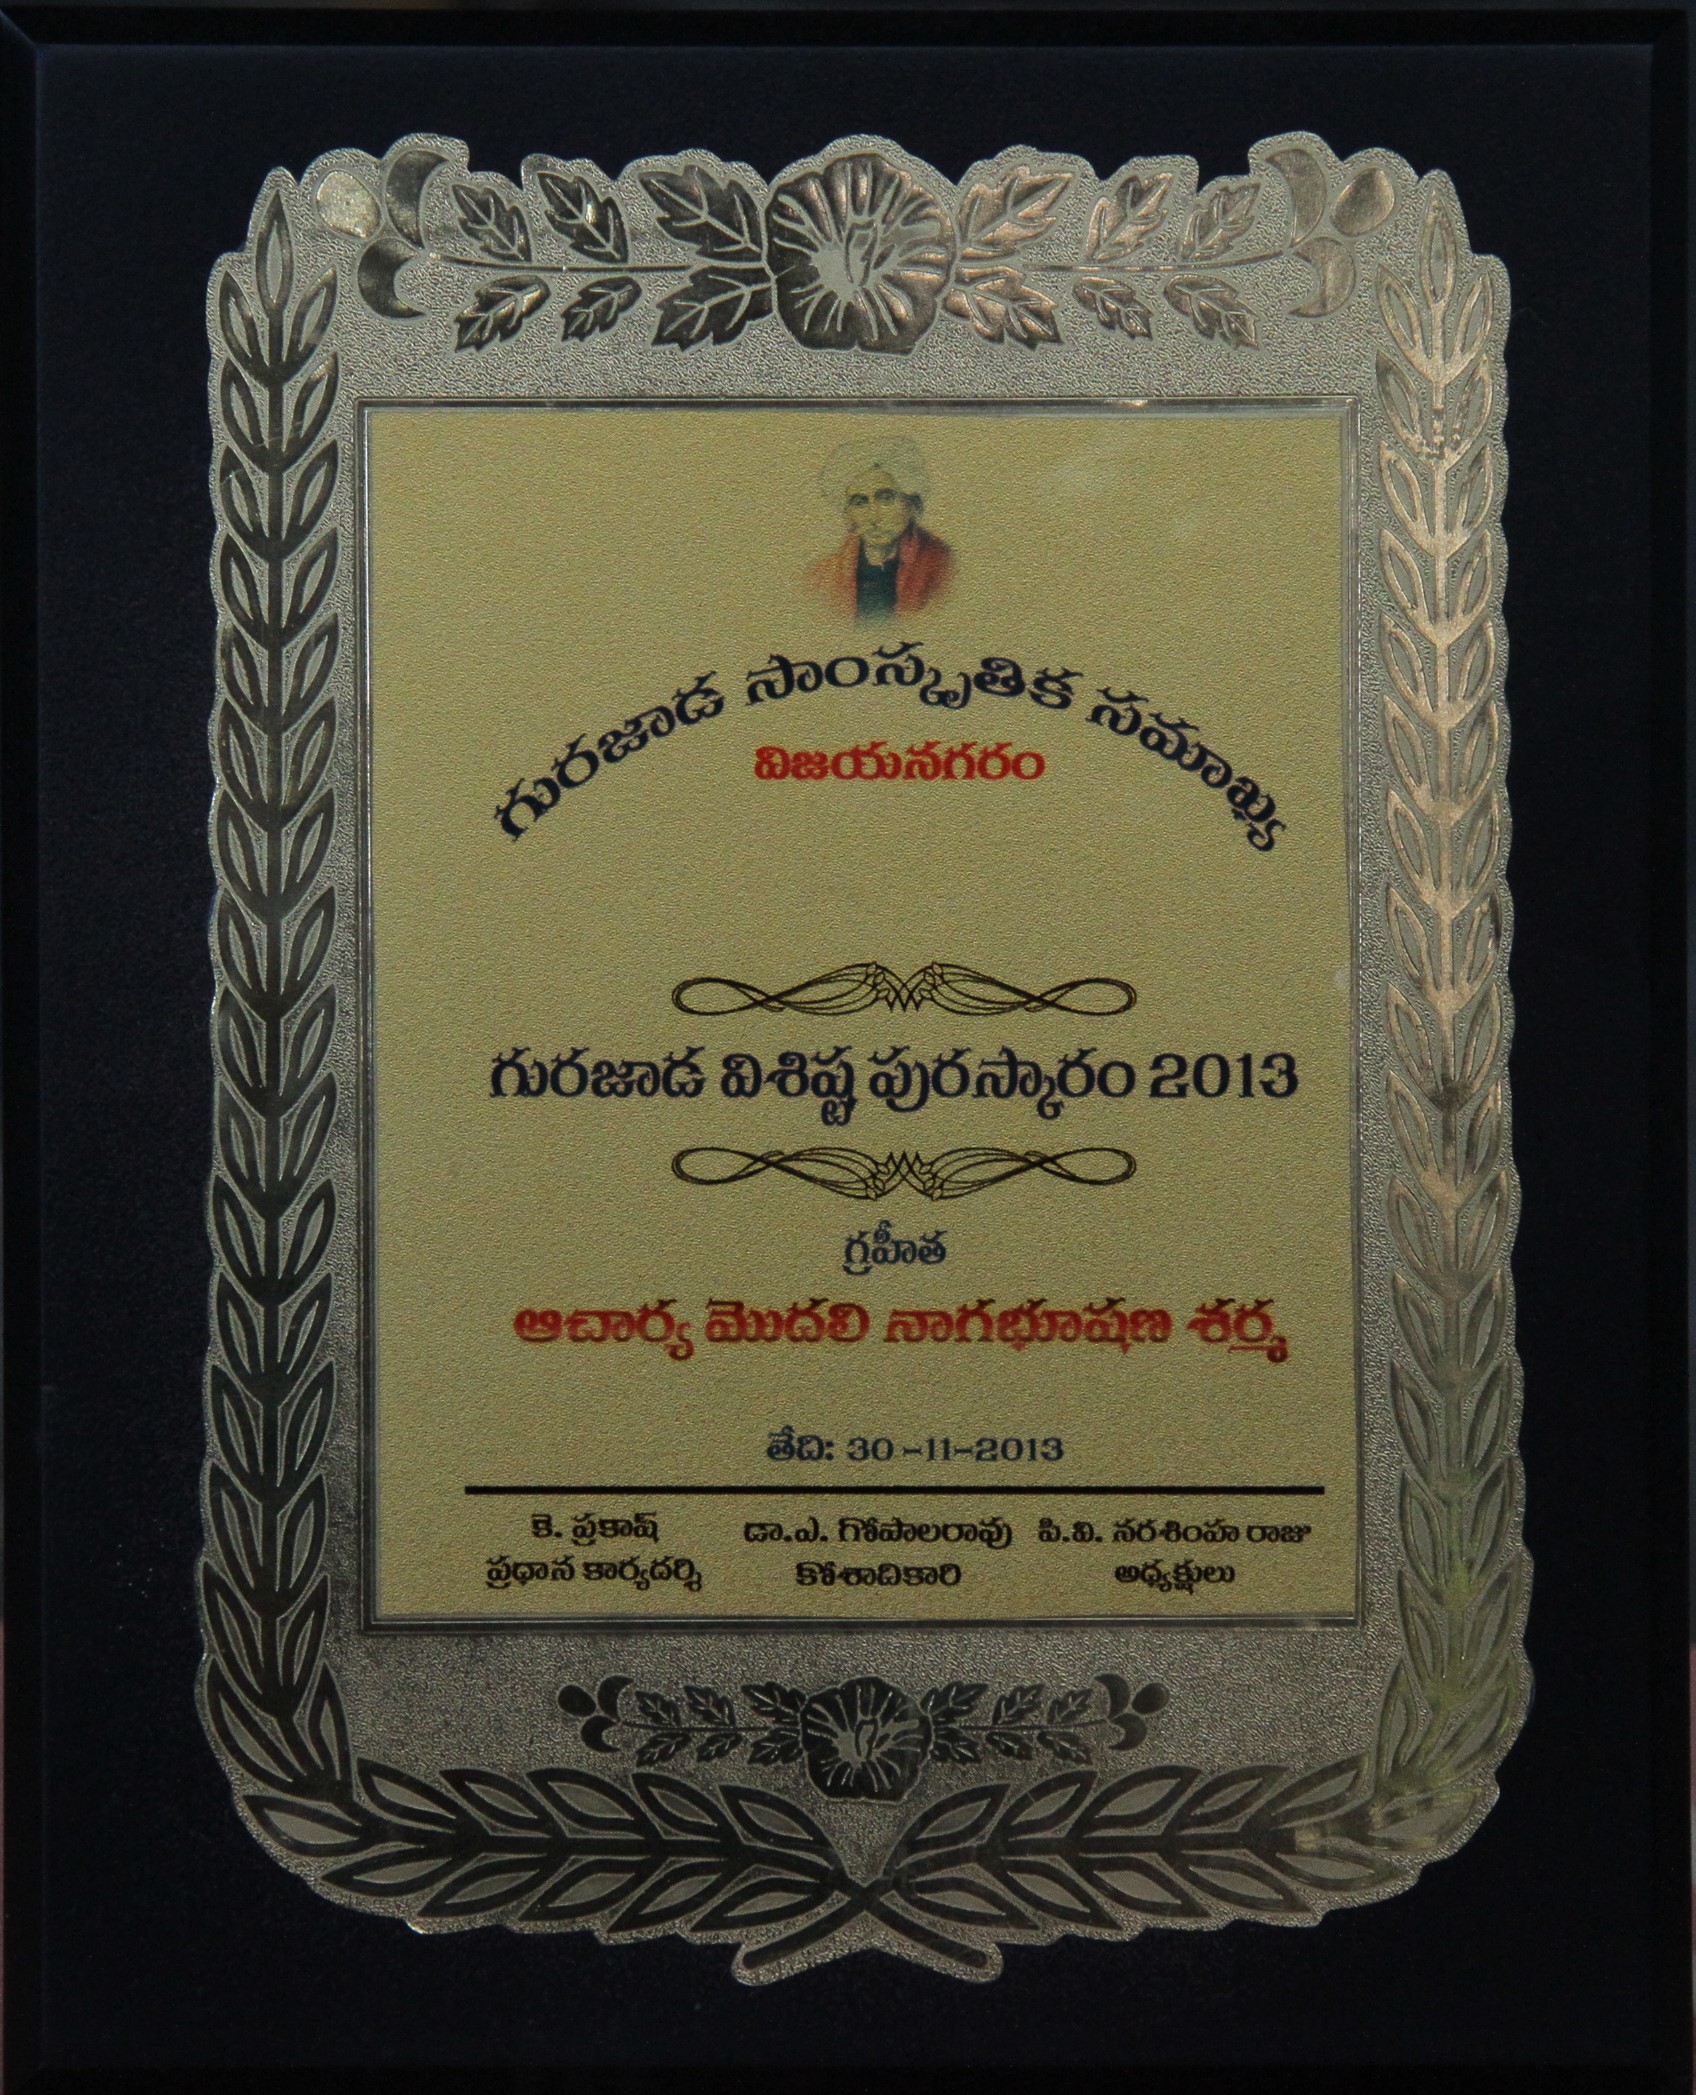 గురజాడ సాంస్కృతిక సమాఖ్య
విజయనగరం
గురజాడ విశిష్ట పురస్కారం 2013
గ్రహీత
ఆచార్య మొదలి నాగభూషణ శర్మ
తేది: 30-11-2013
కె. ప్రకాష్ డా.ఎ. గోపాలరావు పి.వి. నరశింహ రాజు
ప్రధాన కార్యదర్శి కోశాదికారి అధ్యక్షులు